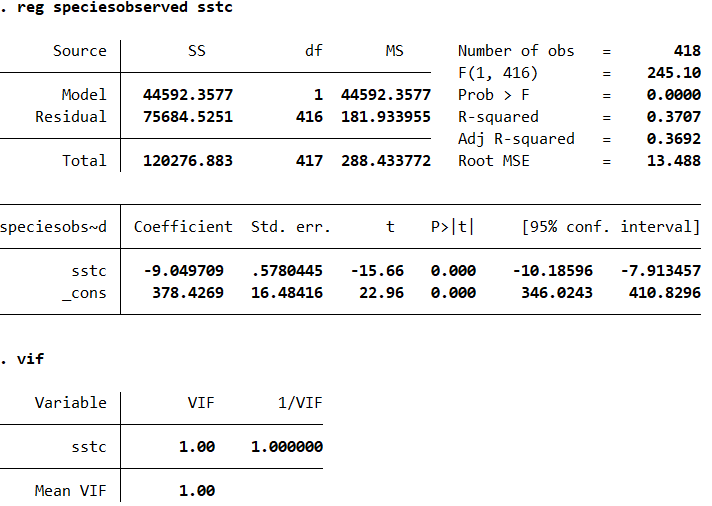 . reg speciesobserved sstc
Source SS df MS Number of obs = 418
F(1, 416) = 245.10
Model 44592.3577 1 44592.3577 Prob > F = 0.0000
Residual 75684.5251 416 181.933955 R-squared = 0.3707
Adj R-squared = 0.3692
Total 120276.883 417 288.433772 Root MSE = 13.488
speciesobs~d Coefficient Std. err. t P>|t| [95% conf. interval]
sstc -9.049709 .5780445 -15.66 0.000 -10.18596 -7.913457
_cons 378.4269 16.48416 22.96 0.000 346.0243 410.8296
. vif
Variable VIF 1/VIF
sstc 1.00 1.000000
Mean VIF 1.00